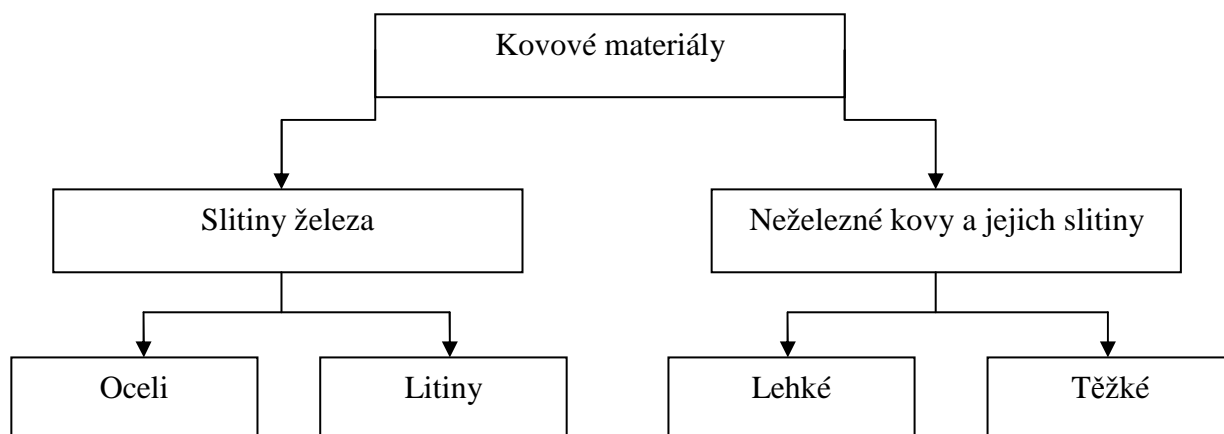 Kovové materiály
Slitiny železa
Neželezné kovy a jejich slitiny
Oceli
Litiny
Lehké
Těžké